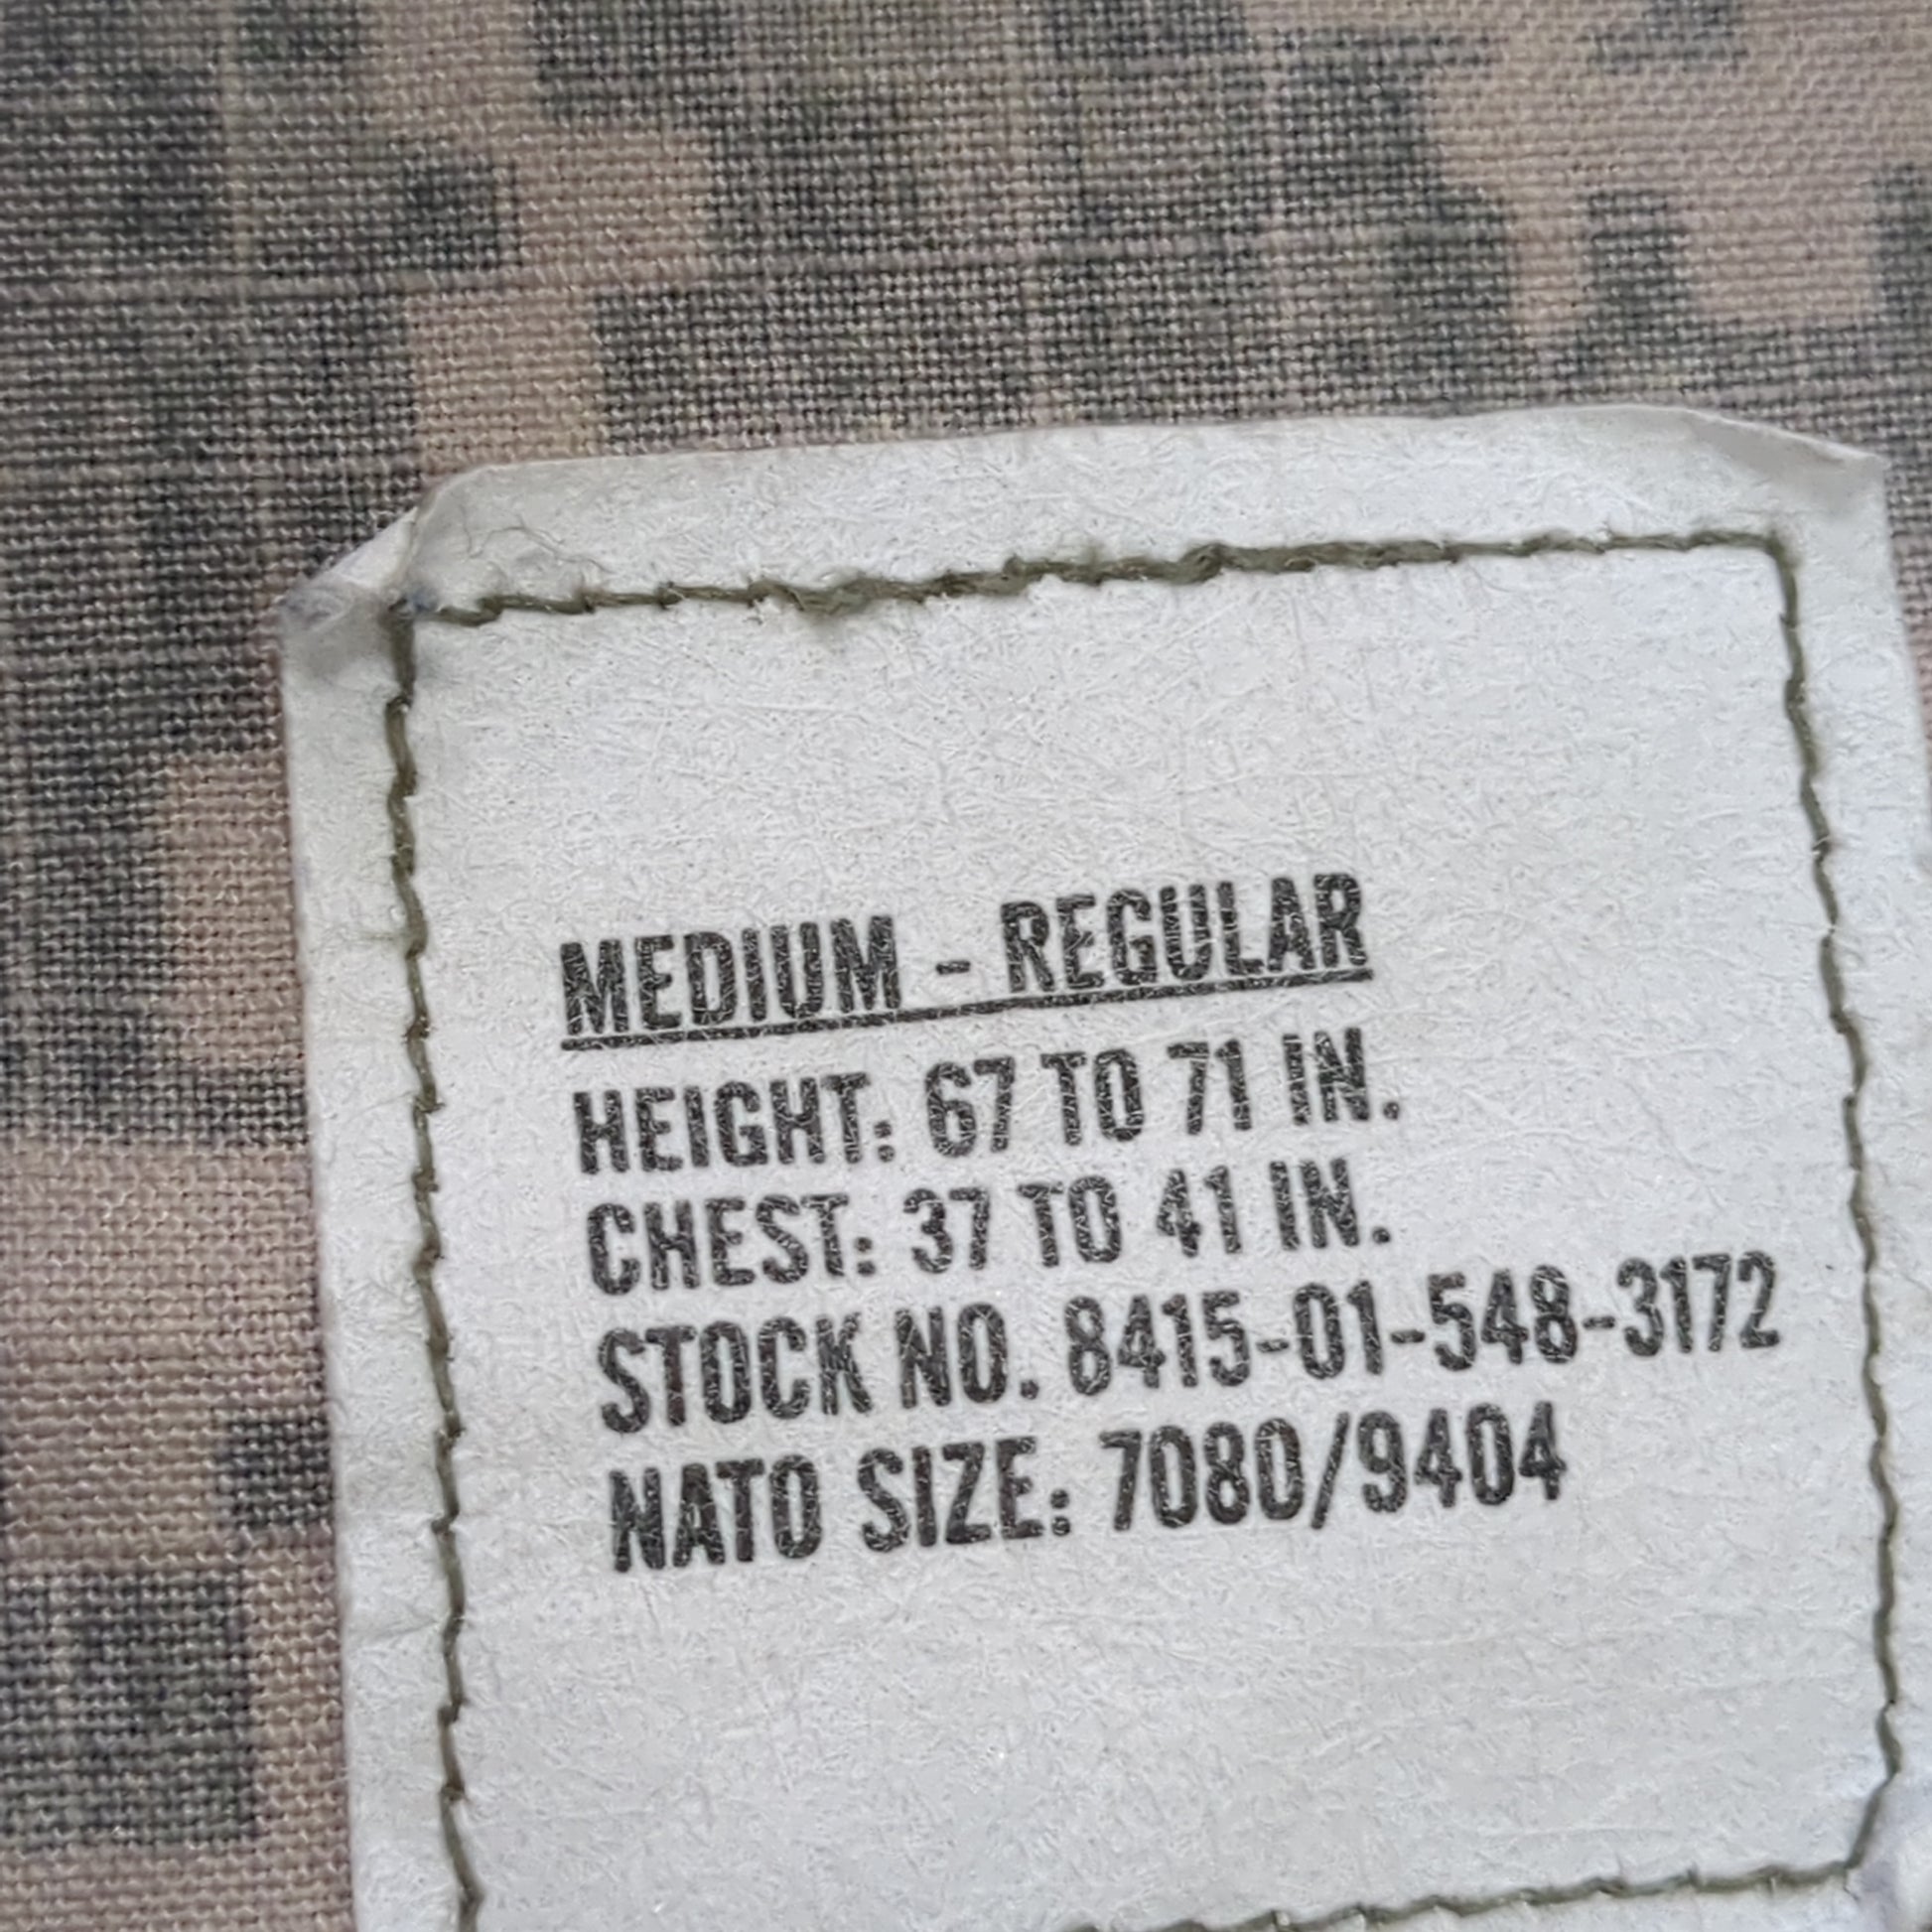 MEDIUM - REGULAR
HEIGHT: 67 TO 71 IN.
CHEST: 37 TO 41 IN.
STOCK NO. 8415-01-548-3172
NATO SIZE: 7080/9404